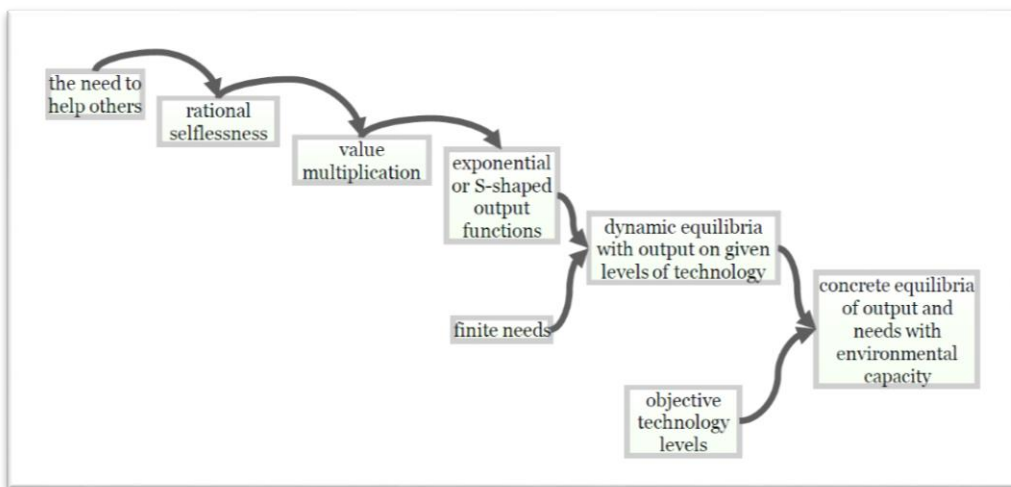 the need to
help others
rational
selflessness
value
multiplication
exponential
or S-shaped
output
functions
dynamic equilibria
with output on given
levels of technology
finite needs
concrete equilibria
of output and
needs with
environmental
capacity
objective
technology
levels